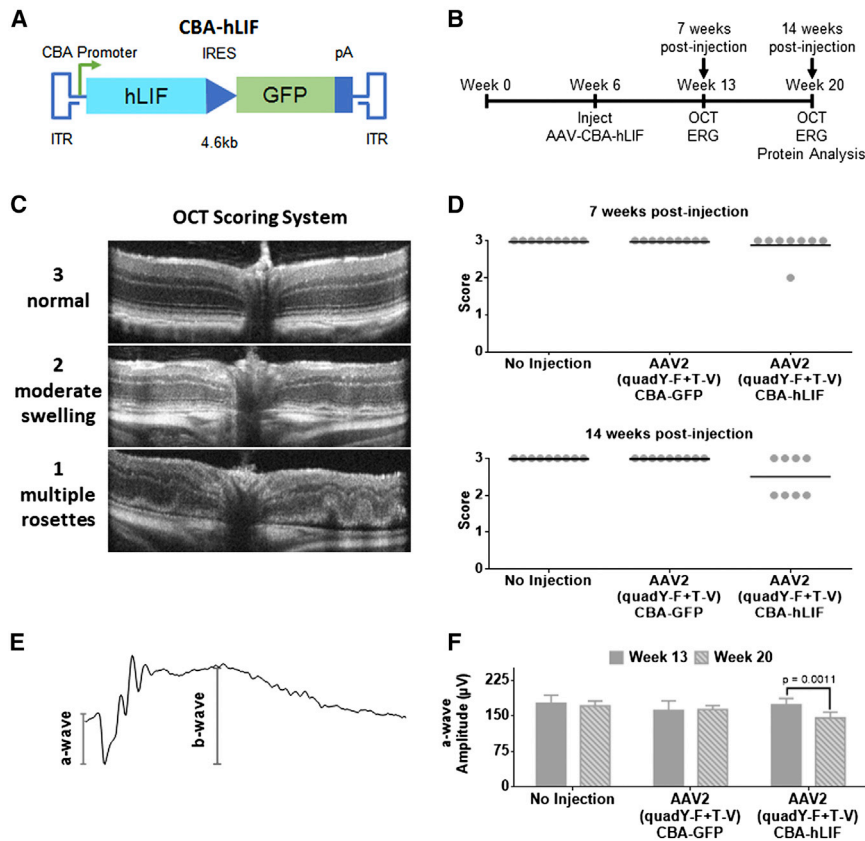 A
CBA-hLIF
CBA Promoter
IRES
pA
hLIF
GFP
ITR
4.6kb
ITR
B
7 weeks
post-injection
14 weeks
post-injection
Week 0
Week 6
Week 13
Week 20
Inject
AAV-CBA-hLIF
OCT
ERG
OCT
ERG
Protein Analysis
C
OCT Scoring System
3
normal
2
moderate
swelling
1
multiple
rosettes
D
7 weeks post-injection
Score
3
2
1
0
No Injection
AAV2
(quadY-F+T-V)
CBA-GFP
AAV2
(quadY-F+T-V)
CBA-hLIF
14 weeks post-injection
Score
3
2
1
0
No Injection
AAV2
(quadY-F+T-V)
CBA-GFP
AAV2
(quadY-F+T-V)
CBA-hLIF
E
a-wave
b-wave
F
Week 13
Week 20
p = 0.0011
a-wave
Amplitude (µV)
225
150
75
0
No Injection
AAV2
(quadY-F+T-V)
CBA-GFP
AAV2
(quadY-F+T-V)
CBA-hLIF